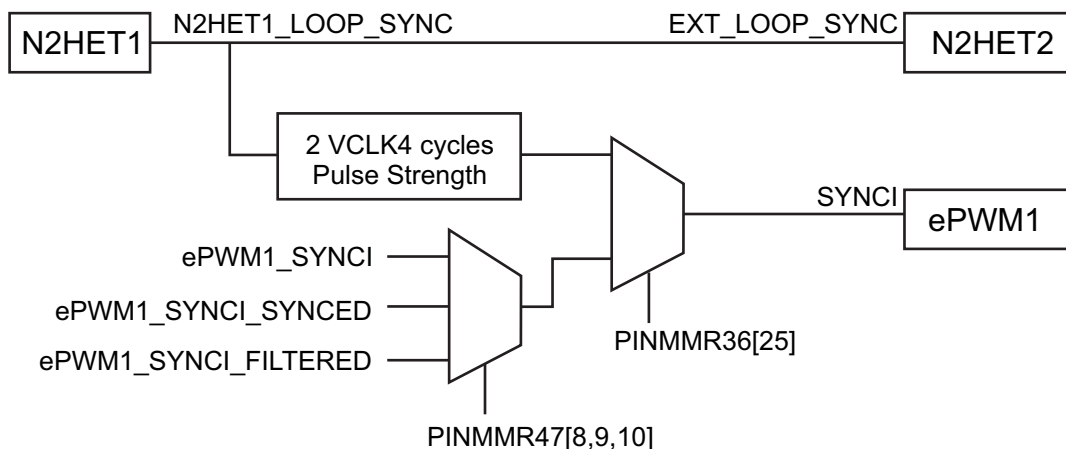 N2HET1
N2HET1_LOOP_SYNC
EXT_LOOP_SYNC
N2HET2
2 VCLK4 cycles
Pulse Strength
SYNCI
ePWM1
ePWM1_SYNCI
ePWM1_SYNCI_SYNCED
ePWM1_SYNCI_FILTERED
PINMMR36[25]
PINMMR47[8,9,10]